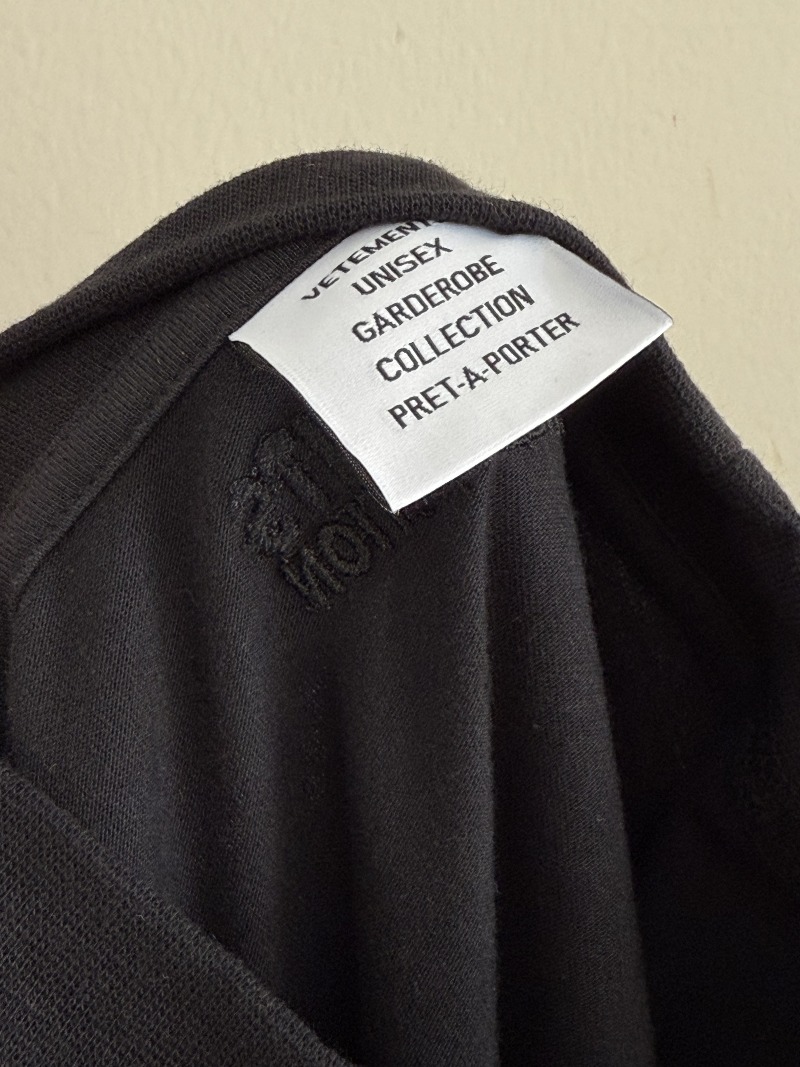 VETEMENTS
UNISEX
GARDEROBE
COLLECTION
PRET-A-PORTER